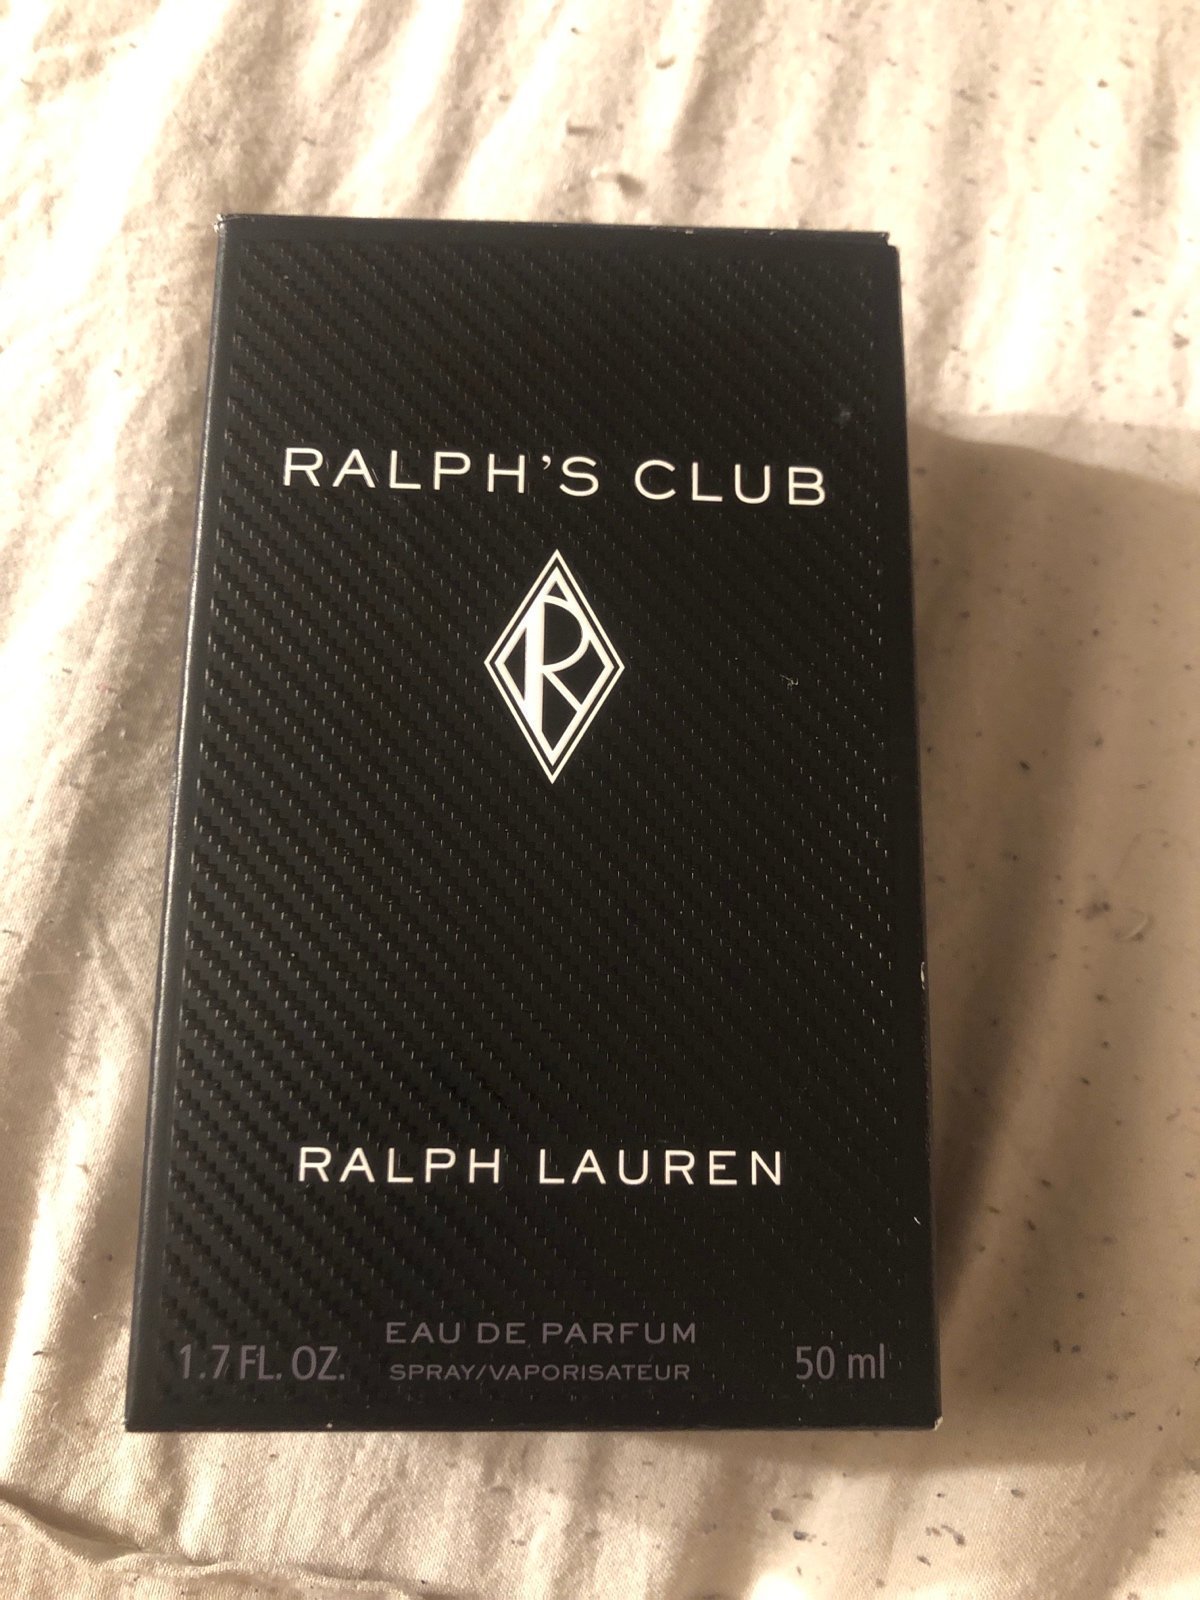 RALPH'S CLUB
R
RALPH LAUREN
EAU DE PARFUM
1.7 FL. OZ. SPRAY/VAPORISATEUR 50 ml